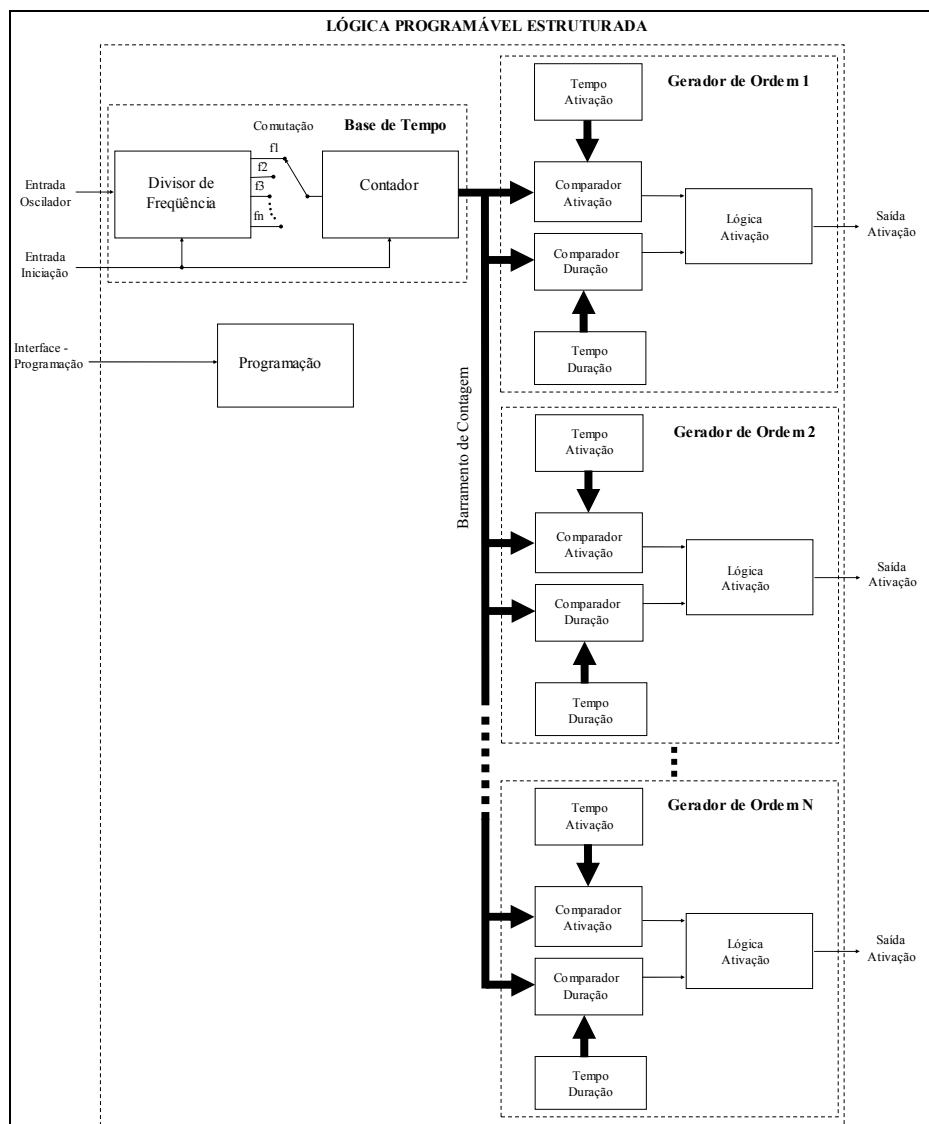 LÓGICA PROGRAMÁVEL ESTRUTURADA
Base de Tempo
Comutação
Entrada
Oscilador
Divisor de
Freqüência
f1
f2
f3
fn
Contador
Entrada
Iniciação
Interface -
Programação
Programação
Barramento de Contagem
Gerador de Ordem 1
Tempo
Ativação
Comparador
Ativação
Comparador
Duração
Tempo
Duração
Lógica
Ativação
Saída
Ativação
Gerador de Ordem 2
Tempo
Ativação
Comparador
Ativação
Comparador
Duração
Tempo
Duração
Lógica
Ativação
Saída
Ativação
Gerador de Ordem N
Tempo
Ativação
Comparador
Ativação
Comparador
Duração
Tempo
Duração
Lógica
Ativação
Saída
Ativação